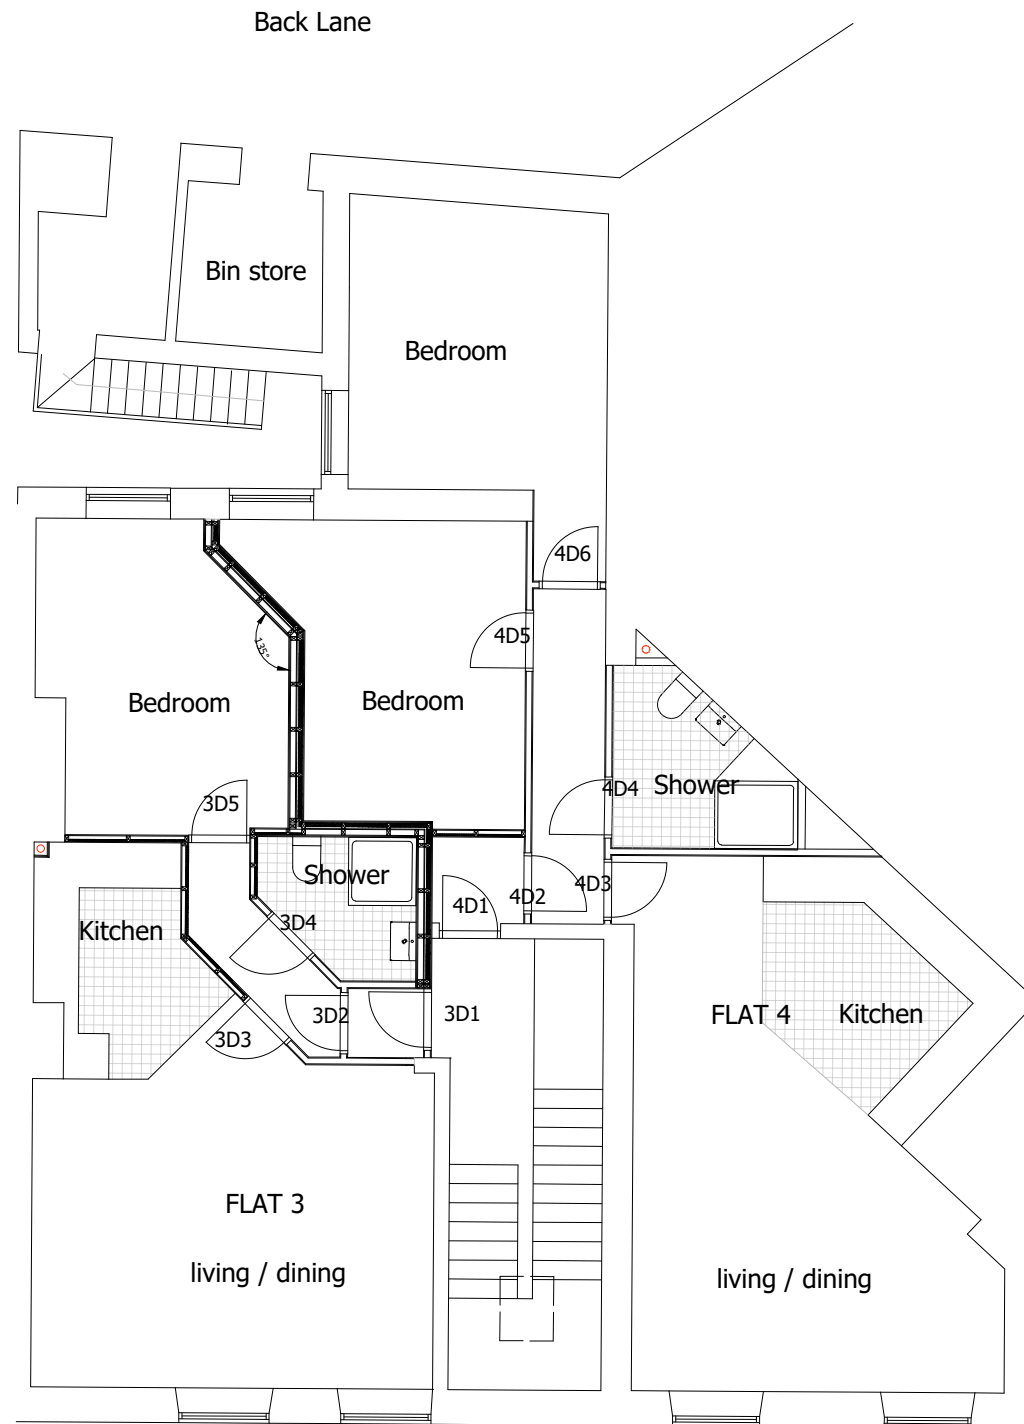 Back Lane
Bin store
Bedroom
4D6
4D5
135°
Bedroom
Bedroom
Shower
4D4
3D5
Shower
4D3
4D2
4D1
3D4
Kitchen
3D2
3D1
FLAT 4
Kitchen
3D3
FLAT 3
living / dining
living / dining